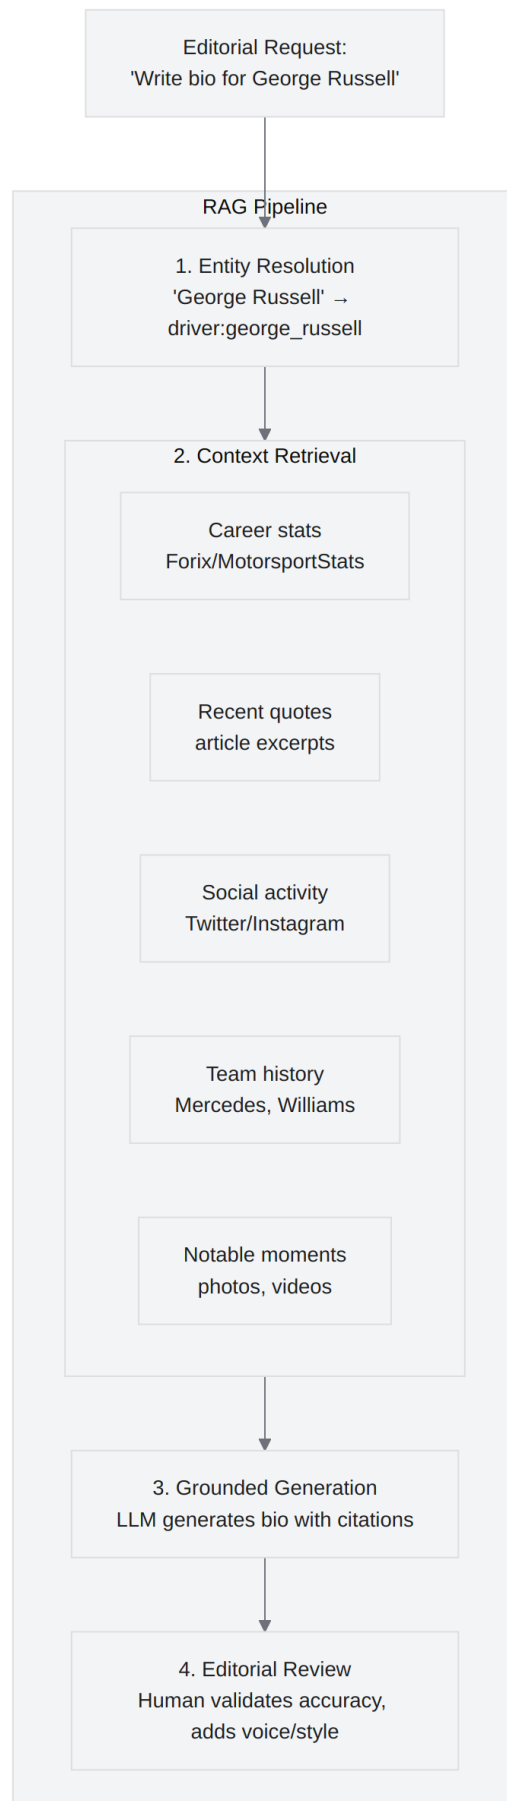 Editorial Request:
'Write bio for George Russell'
RAG Pipeline
1. Entity Resolution
'George Russell' →
driver:george_russell
2. Context Retrieval
Career stats
Forix/MotorsportStats
Recent quotes
article excerpts
Social activity
Twitter/Instagram
Team history
Mercedes, Williams
Notable moments
photos, videos
3. Grounded Generation
LLM generates bio with citations
4. Editorial Review
Human validates accuracy,
adds voice/style